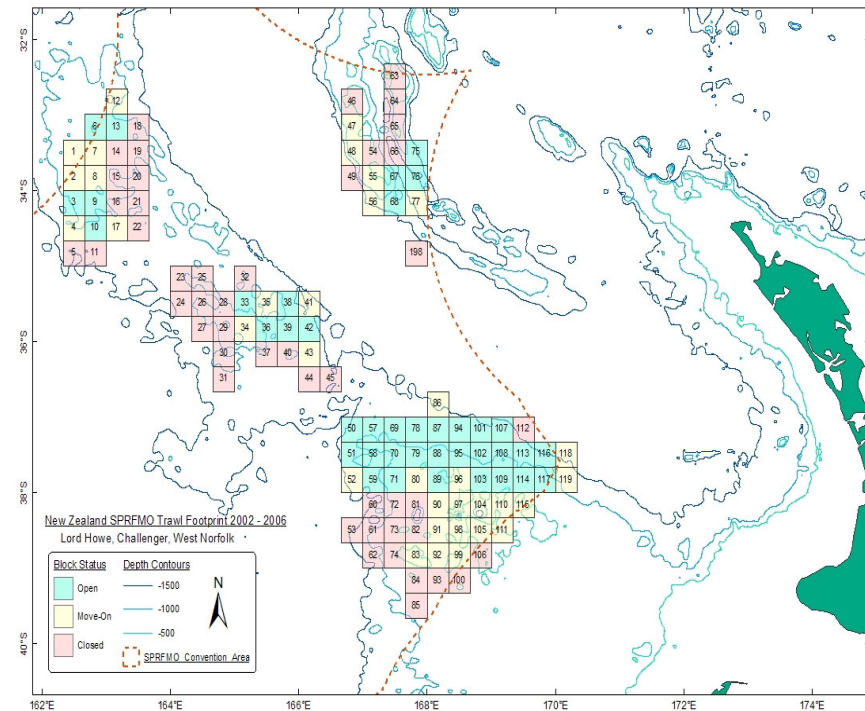 32°S
63
12 46 64
6 13 18 47 65
1 7 14 19 48 54 66 75
2 8 15 20 49 55 67 76
34°S
3 9 16 21 56 68 77
4 10 17 22
5 11 198
23 25 32
24 26 28 33 35 38 41
27 29 34 36 39 42
36°S
30 37 40 43
31 44 45
86
50 57 69 78 87 94 101 107 112
51 58 70 79 88 95 102 108 113 116 118
52 59 71 80 89 96 103 109 114 117 119
38°S
60 72 81 90 97 104 110 115
53 61 73 82 91 98 105 111
62 74 83 92 99 106
84 93 100
85
New Zealand SPRFMO Trawl Footprint 2002 - 2006
Lord Howe, Challenger, West Norfolk
Block Status
Open
Move-On
Closed
Depth Contours
-1500
-1000
-500
SPRFMO_Convention_Area
N
40°S
162°E 164°E 166°E 168°E 170°E 172°E 174°E